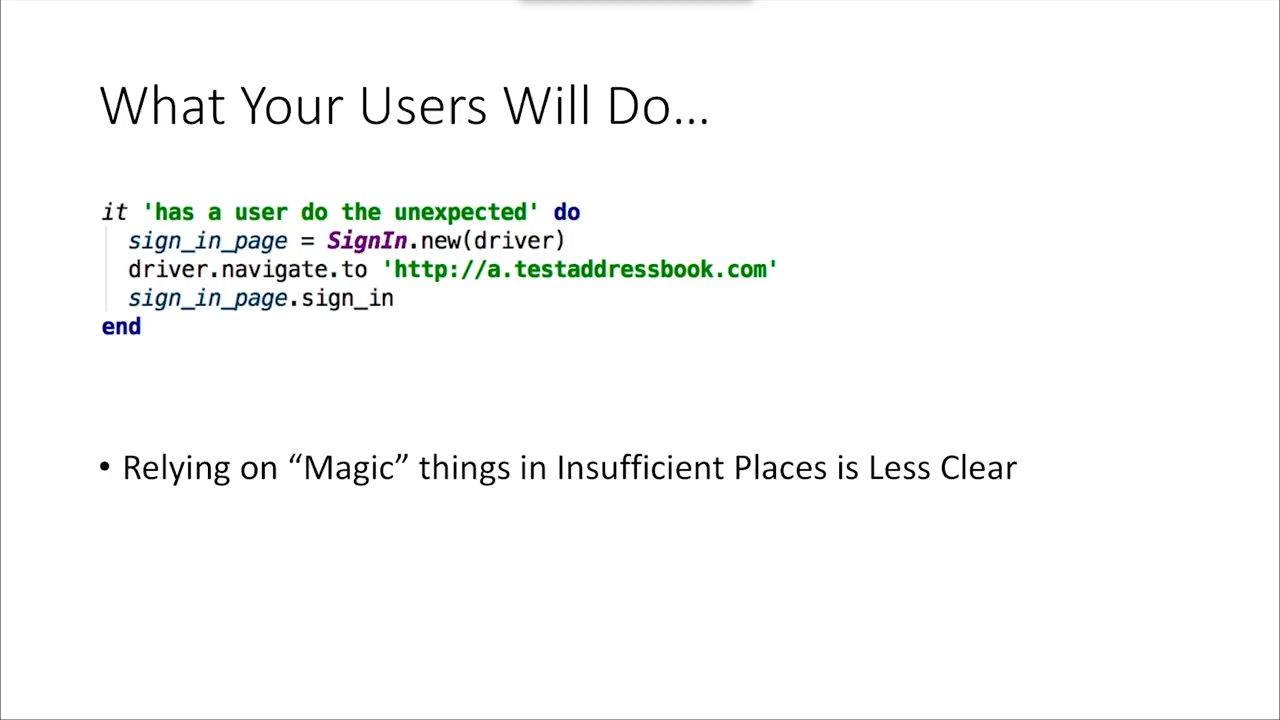 What Your Users Will Do...
it 'has a user do the unexpected' do
sign_in_page = SignIn.new(driver)
driver.navigate.to 'http://a.testaddressbook.com'
sign_in_page.sign_in
end
• Relying on “Magic” things in Insufficient Places is Less Clear